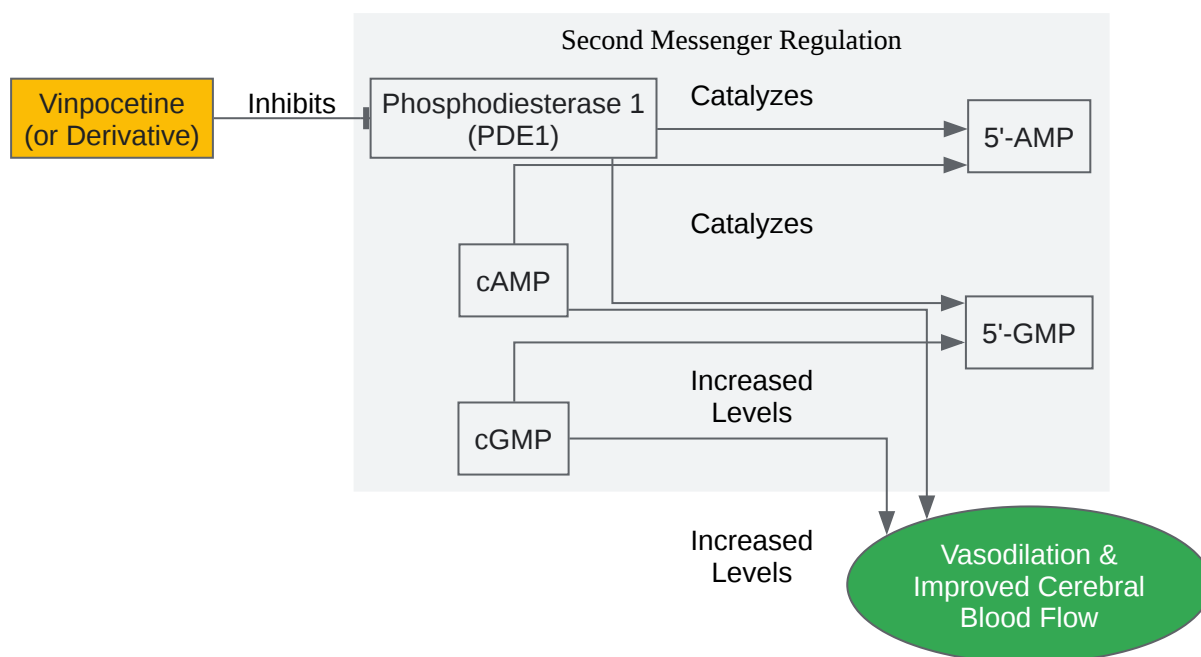 Second Messenger Regulation
Vinpocetine
(or Derivative)
Inhibits
Phosphodiesterase 1
(PDE1)
Catalyzes
5'-AMP
Catalyzes
cAMP
5'-GMP
Increased
Levels
cGMP
Increased
Levels
Vasodilation &
Improved Cerebral
Blood Flow